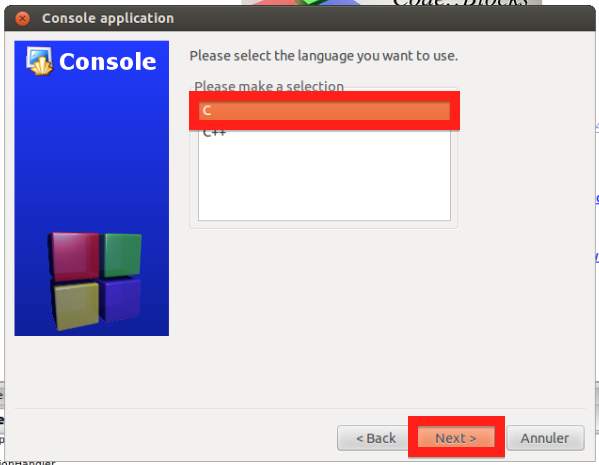 Code::Blocks
Console application
Console
Please select the language you want to use.
Please make a selection
C
C++
< Back
Next >
Annuler